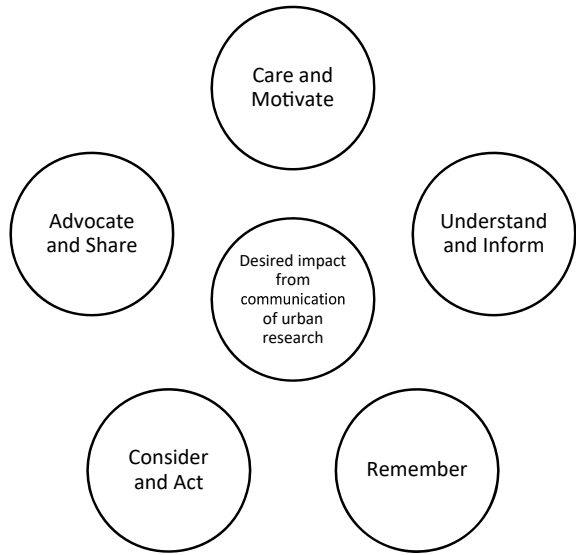 Care and
Motivate
Advocate
and Share
Understand
and Inform
Desired impact
from
communication
of urban
research
Consider
and Act
Remember